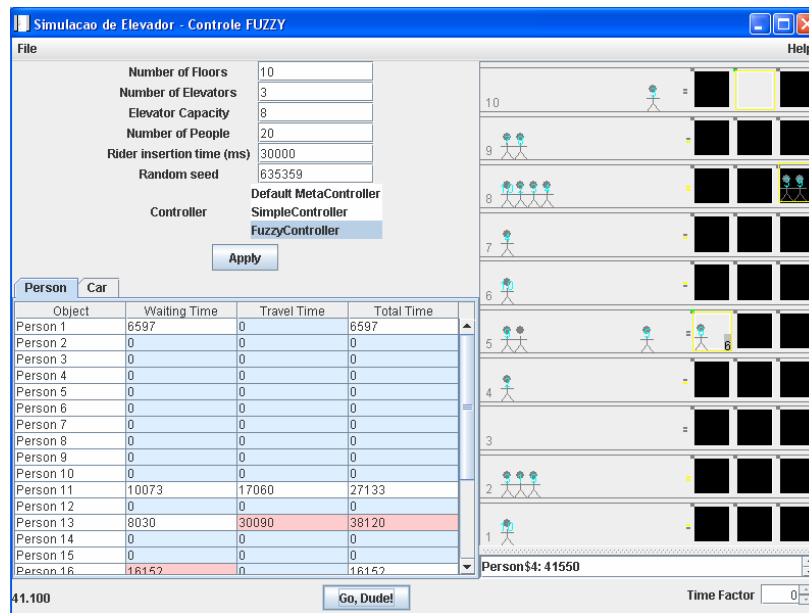 Simulacao de Elevador - Controle FUZZY
File Help
Number of Floors 10
Number of Elevators 3
Elevator Capacity 8
Number of People 20
Rider insertion time (ms) 30000
Random seed 635359
Default MetaController
Controller SimpleController
FuzzyController
Apply
Person Car
Object Waiting Time Travel Time Total Time
Person 1 6597 0 6597
Person 2 0 0 0
Person 3 0 0 0
Person 4 0 0 0
Person 5 0 0 0
Person 6 0 0 0
Person 7 0 0 0
Person 8 0 0 0
Person 9 0 0 0
Person 10 0 0 0
Person 11 10073 17060 27133
Person 12 0 0 0
Person 13 8030 30090 38120
Person 14 0 0 0
Person 15 0 0 0
Person 16 16152 0 16152
10
9
8
7
6
5 6
4
3
2
1
Person$4: 41550
41.100 Go, Dude! Time Factor 0